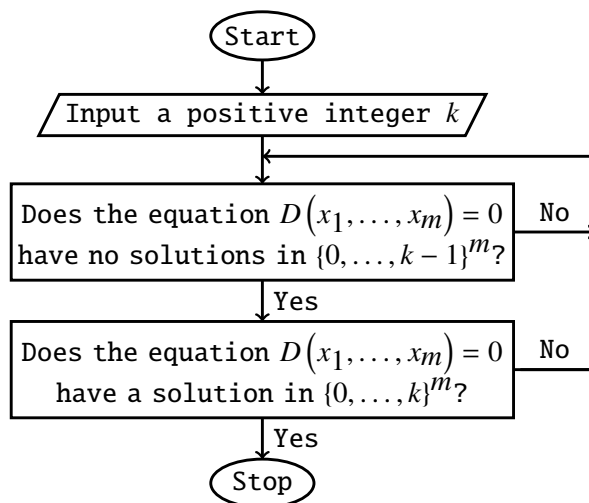 Start
Input a positive integer k
Does the equation D(x₁,…,xₘ)=0
have no solutions in {0,…,k−1}ᵐ?
No
Yes
Does the equation D(x₁,…,xₘ)=0
have a solution in {0,…,k}ᵐ?
No
Yes
Stop